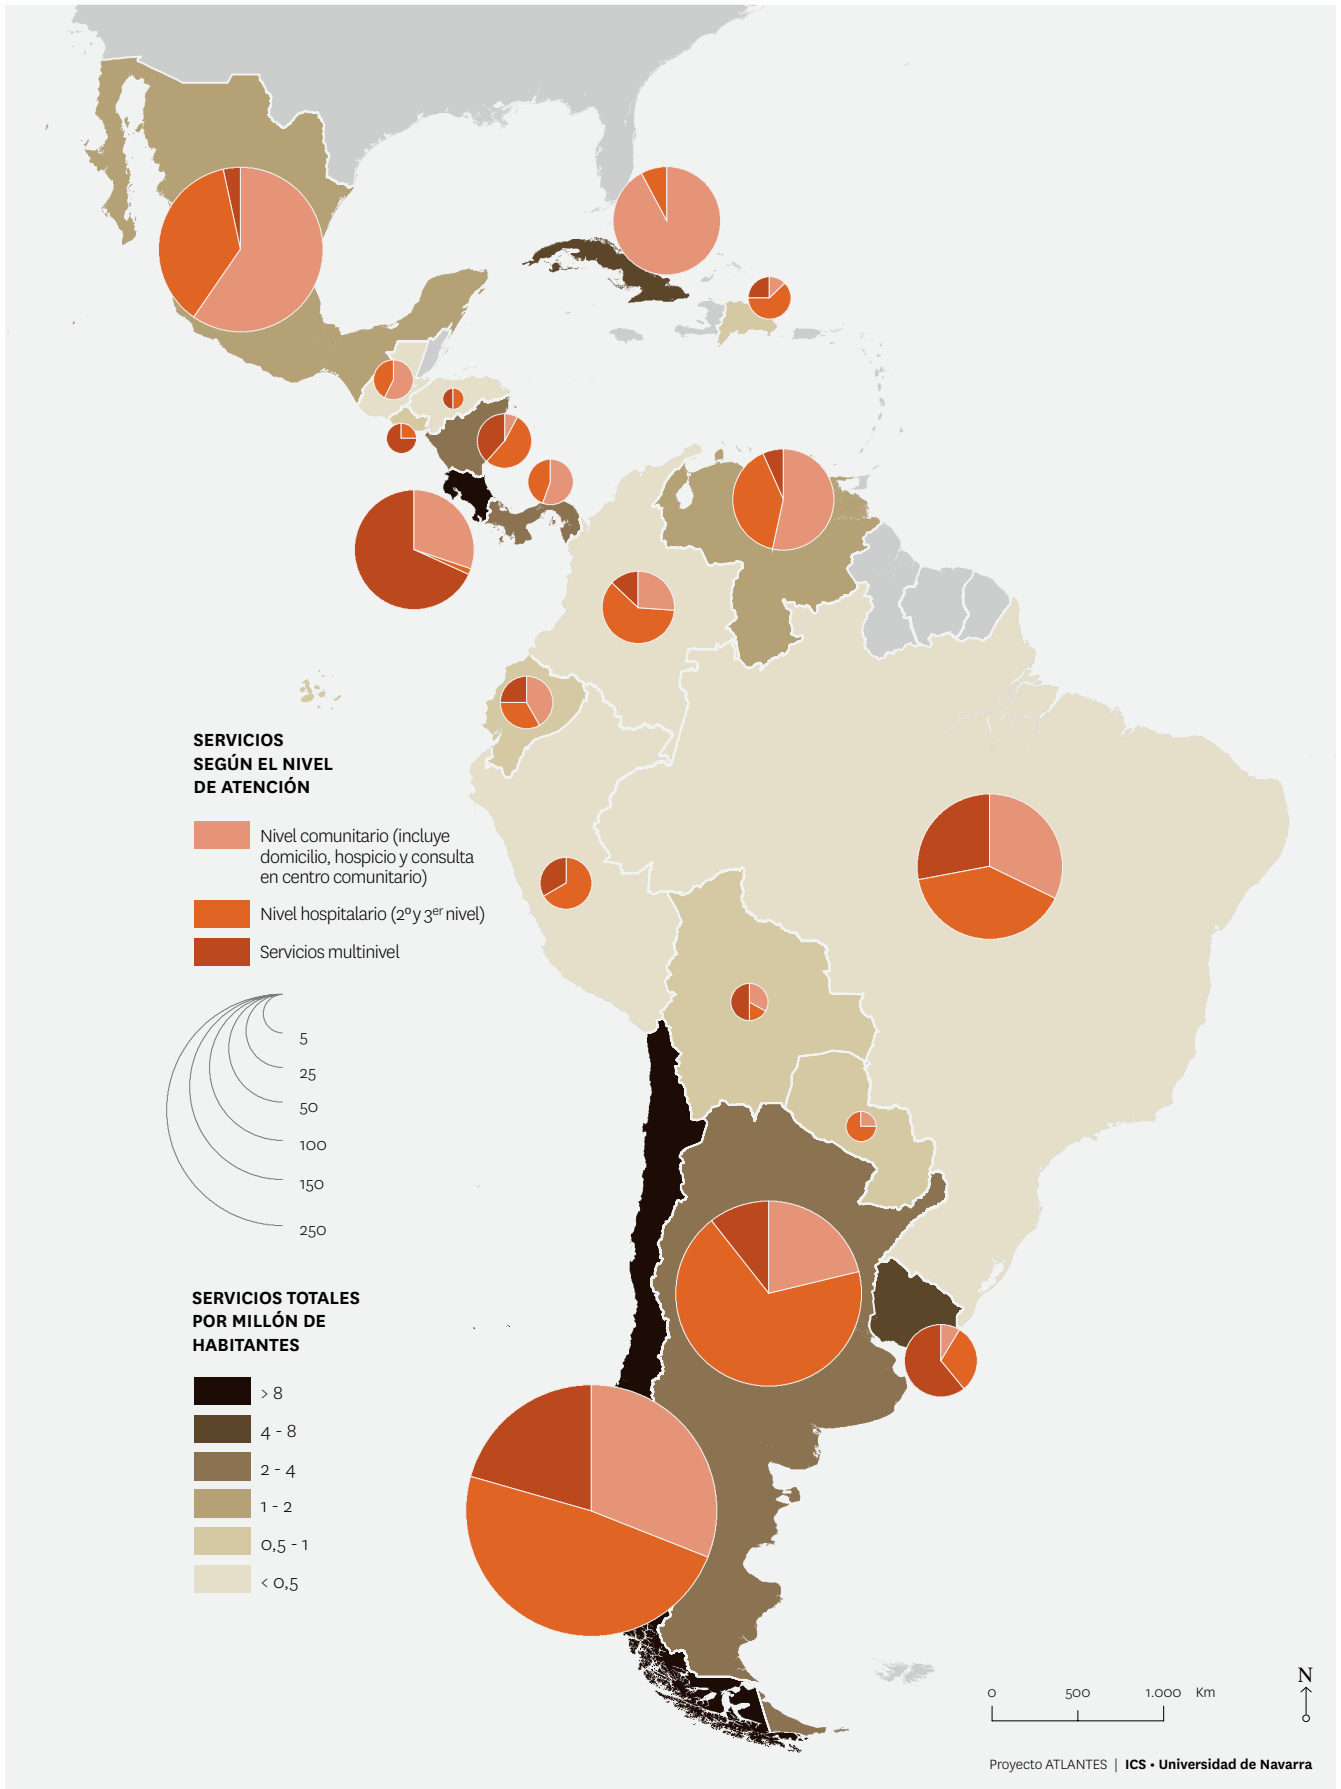 SERVICIOS
SEGÚN EL NIVEL
DE ATENCIÓN
Nivel comunitario (incluye
domicilio, hospicio y consulta
en centro comunitario)
Nivel hospitalario (2º y 3er nivel)
Servicios multinivel
5
25
50
100
150
250
SERVICIOS TOTALES
POR MILLÓN DE
HABITANTES
> 8
4 - 8
2 - 4
1 - 2
0,5 - 1
< 0,5
N
0 500 1.000 Km
Proyecto ATLANTES | ICS • Universidad de Navarra